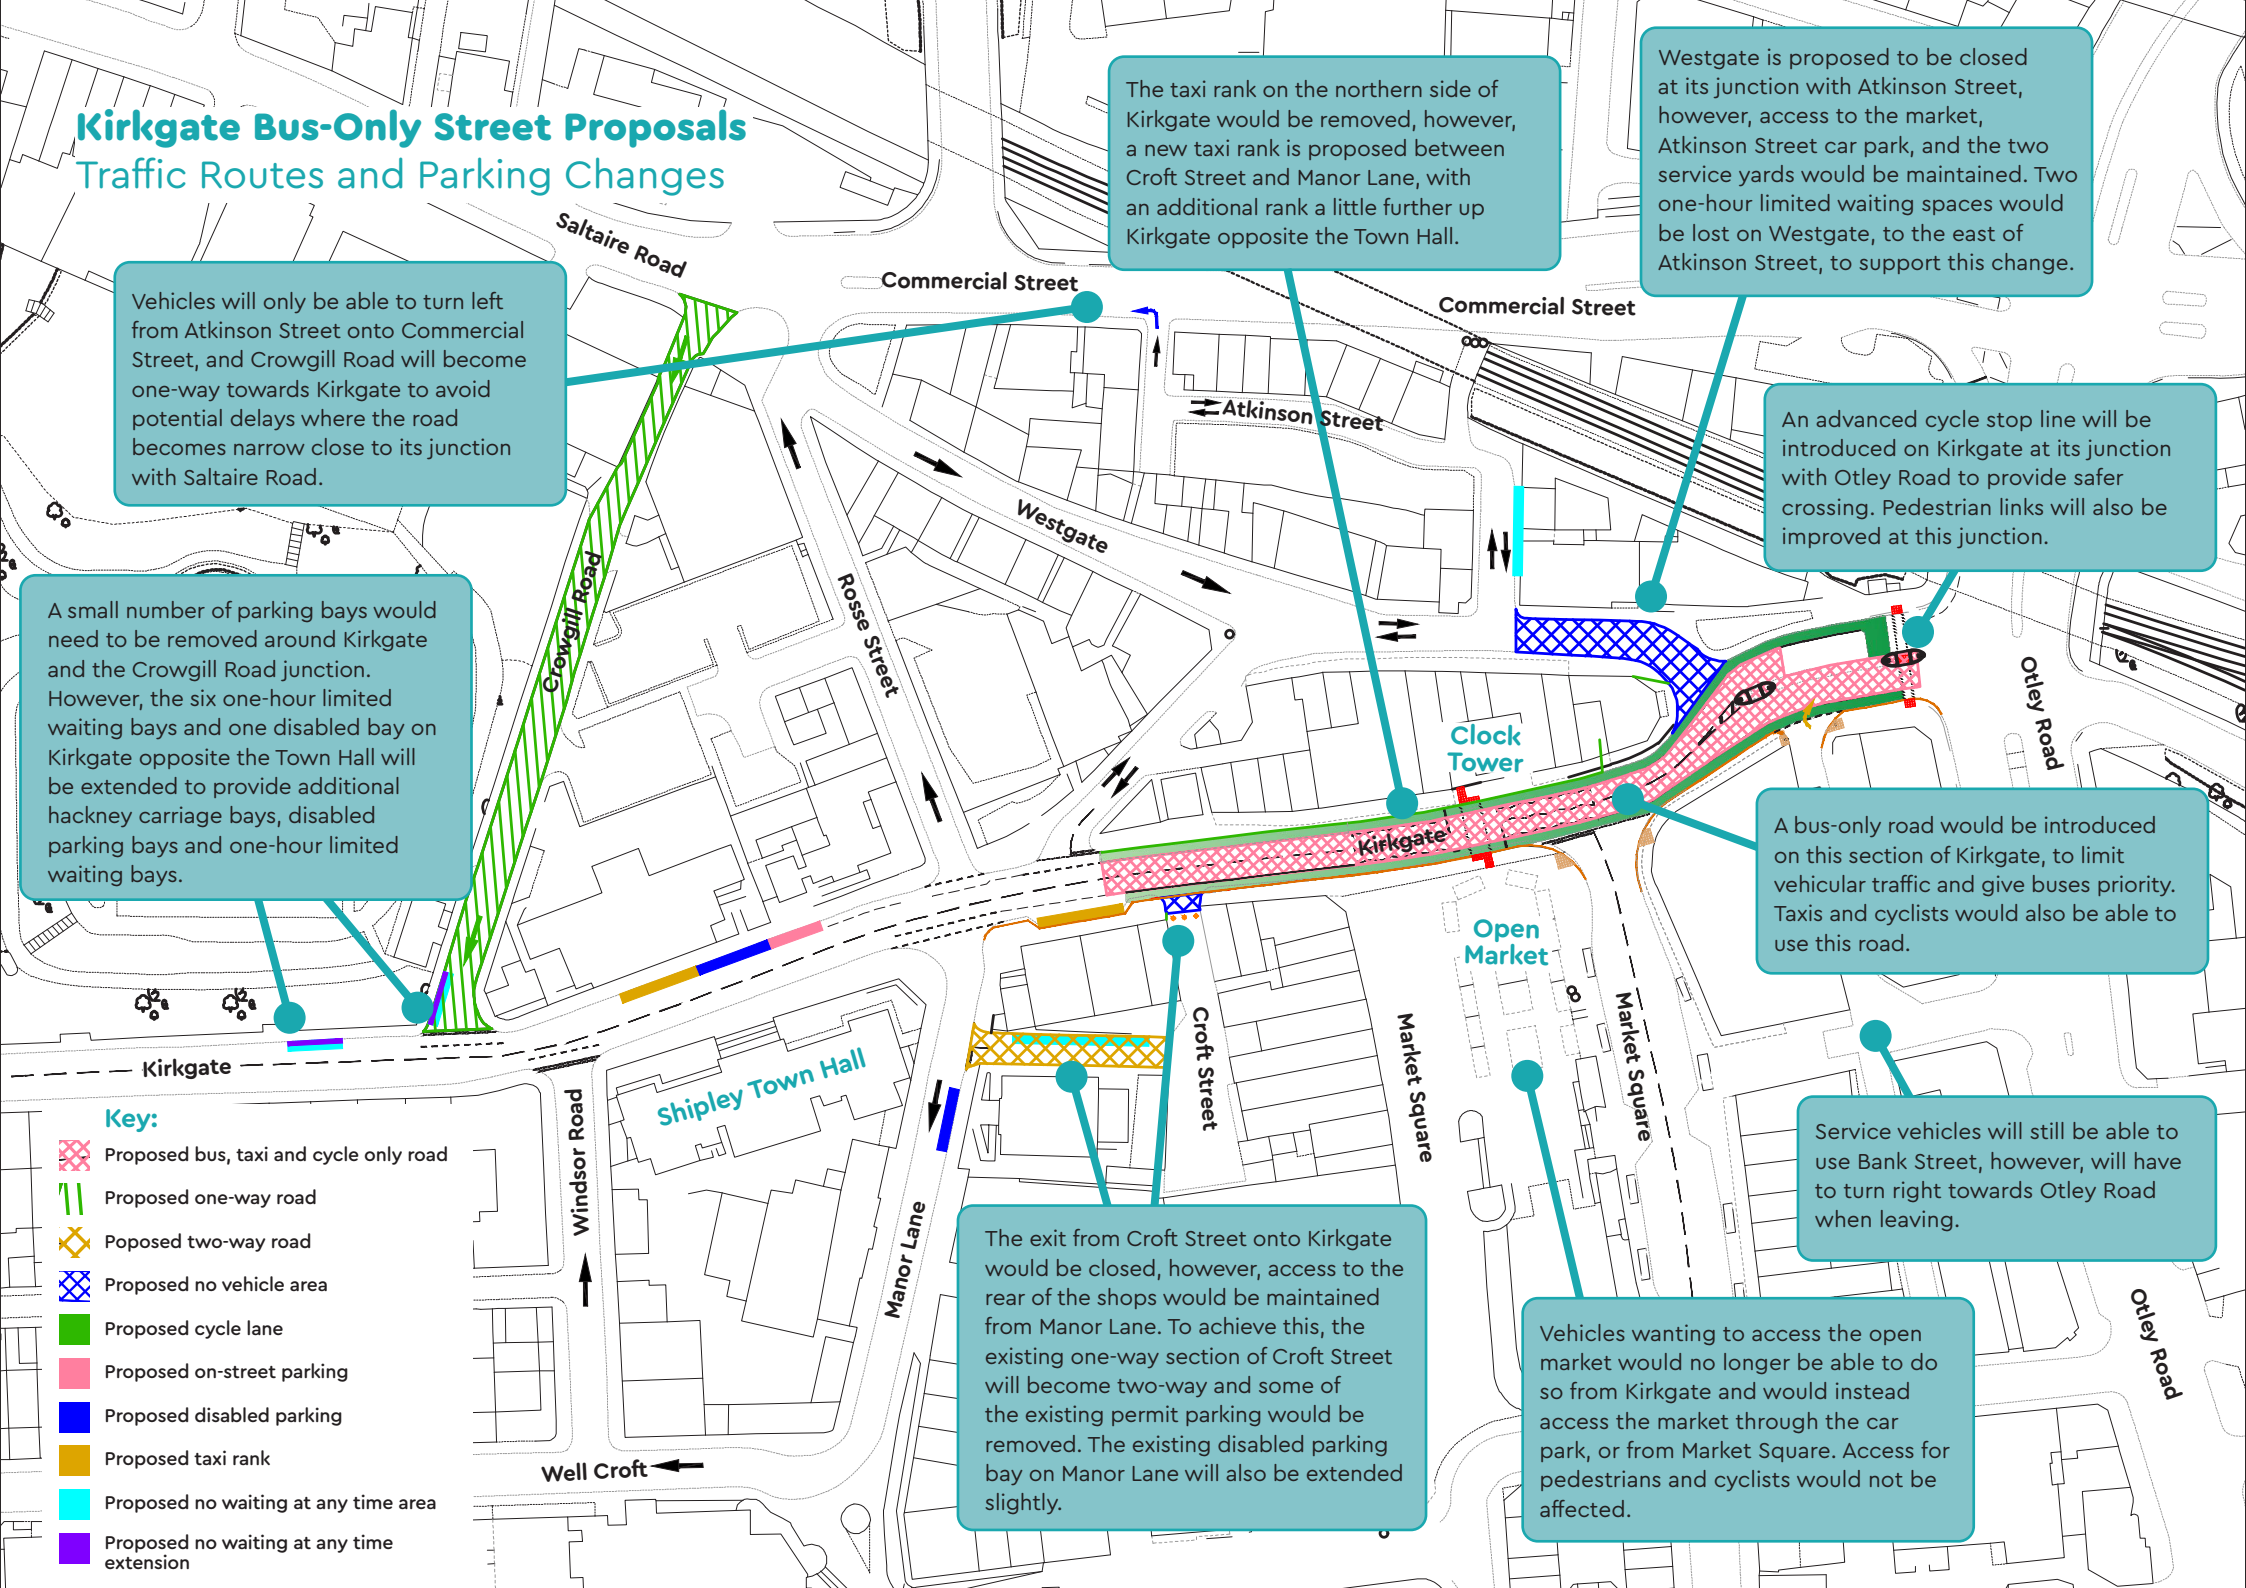 Kirkgate Bus-Only Street Proposals
Traffic Routes and Parking Changes
The taxi rank on the northern side of
Kirkgate would be removed, however,
a new taxi rank is proposed between
Croft Street and Manor Lane, with
an additional rank a little further up
Kirkgate opposite the Town Hall.
Westgate is proposed to be closed
at its junction with Atkinson Street,
however, access to the market,
Atkinson Street car park, and the two
service yards would be maintained. Two
one-hour limited waiting spaces would
be lost on Westgate, to the east of
Atkinson Street, to support this change.
Saltaire Road
Commercial Street
Commercial Street
Vehicles will only be able to turn left
from Atkinson Street onto Commercial
Street, and Crowgill Road will become
one-way towards Kirkgate to avoid
potential delays where the road
becomes narrow close to its junction
with Saltaire Road.
Atkinson Street
An advanced cycle stop line will be
introduced on Kirkgate at its junction
with Otley Road to provide safer
crossing. Pedestrian links will also be
improved at this junction.
Westgate
Crowgill Road
Rosse Street
A small number of parking bays would
need to be removed around Kirkgate
and the Crowgill Road junction.
However, the six one-hour limited
waiting bays and one disabled bay on
Kirkgate opposite the Town Hall will
be extended to provide additional
hackney carriage bays, disabled
parking bays and one-hour limited
waiting bays.
Otley Road
Clock
Tower
Kirkgate
A bus-only road would be introduced
on this section of Kirkgate, to limit
vehicular traffic and give buses priority.
Taxis and cyclists would also be able to
use this road.
Open
Market
Kirkgate
Shipley Town Hall
Croft Street
Market Square
Market Square
Windsor Road
Manor Lane
Service vehicles will still be able to
use Bank Street, however, will have
to turn right towards Otley Road
when leaving.
Key:
Proposed bus, taxi and cycle only road
Proposed one-way road
Poposed two-way road
Proposed no vehicle area
Proposed cycle lane
Proposed on-street parking
Proposed disabled parking
Proposed taxi rank
Proposed no waiting at any time area
Proposed no waiting at any time
extension
The exit from Croft Street onto Kirkgate
would be closed, however, access to the
rear of the shops would be maintained
from Manor Lane. To achieve this, the
existing one-way section of Croft Street
will become two-way and some of
the existing permit parking would be
removed. The existing disabled parking
bay on Manor Lane will also be extended
slightly.
Vehicles wanting to access the open
market would no longer be able to do
so from Kirkgate and would instead
access the market through the car
park, or from Market Square. Access for
pedestrians and cyclists would not be
affected.
Otley Road
Well Croft